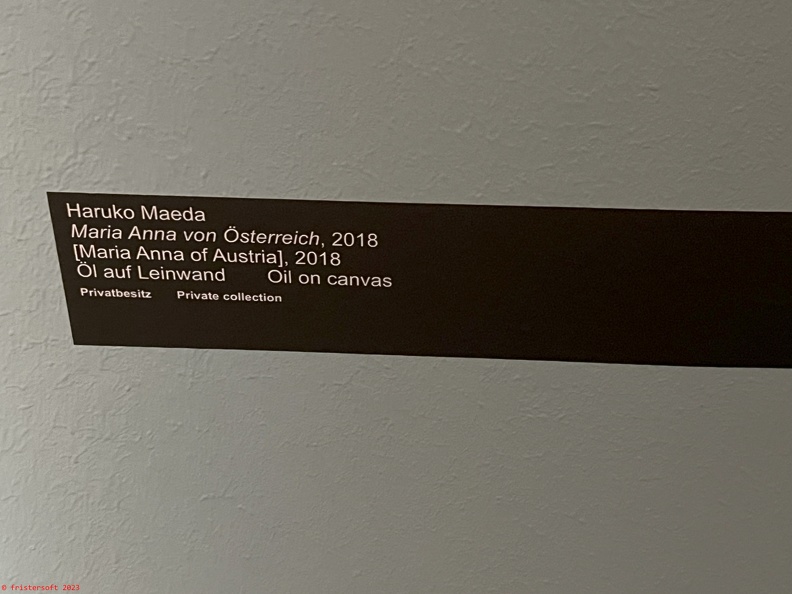 Haruko Maeda
Maria Anna von Österreich, 2018
[Maria Anna of Austria], 2018
Öl auf Leinwand Oil on canvas
Privatbesitz Private collection
© fristersoft 2023